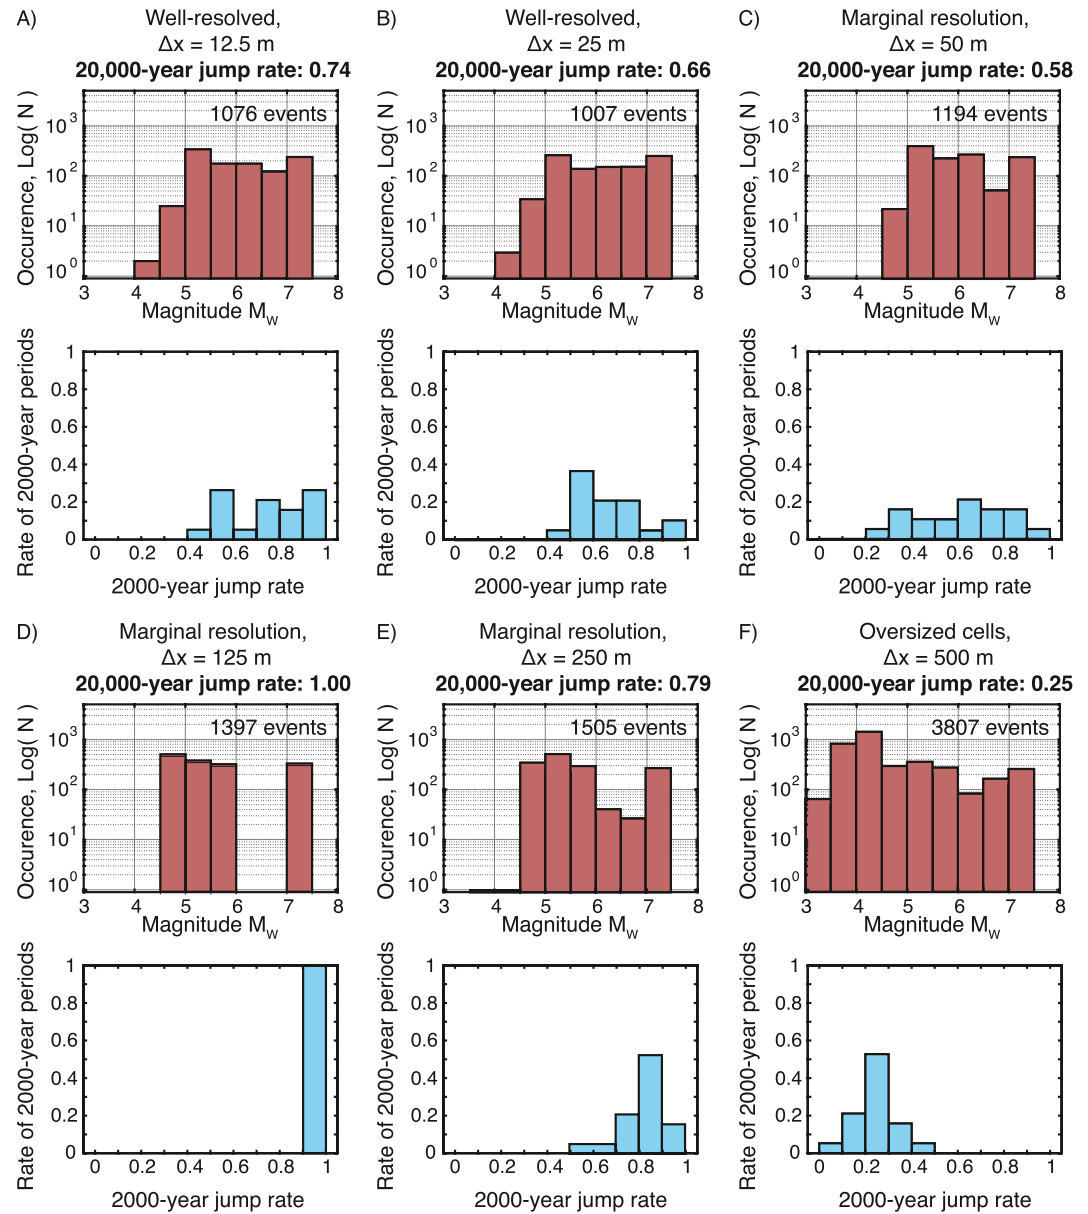 A)
Well-resolved,
Δx = 12.5 m
20,000-year jump rate: 0.74
Occurence, Log( N )
1076 events
10³
10²
10¹
10⁰
3 4 5 6 7 8
Magnitude M_W
Rate of 2000-year periods
1
0.8
0.6
0.4
0.2
0
0 0.2 0.4 0.6 0.8 1
2000-year jump rate
B)
Well-resolved,
Δx = 25 m
20,000-year jump rate: 0.66
Occurence, Log( N )
1007 events
10³
10²
10¹
10⁰
3 4 5 6 7 8
Magnitude M_W
Rate of 2000-year periods
1
0.8
0.6
0.4
0.2
0
0 0.2 0.4 0.6 0.8 1
2000-year jump rate
C)
Marginal resolution,
Δx = 50 m
20,000-year jump rate: 0.58
Occurence, Log( N )
1194 events
10³
10²
10¹
10⁰
3 4 5 6 7 8
Magnitude M_W
Rate of 2000-year periods
1
0.8
0.6
0.4
0.2
0
0 0.2 0.4 0.6 0.8 1
2000-year jump rate
D)
Marginal resolution,
Δx = 125 m
20,000-year jump rate: 1.00
Occurence, Log( N )
1397 events
10³
10²
10¹
10⁰
3 4 5 6 7 8
Magnitude M_W
Rate of 2000-year periods
1
0.8
0.6
0.4
0.2
0
0 0.2 0.4 0.6 0.8 1
2000-year jump rate
E)
Marginal resolution,
Δx = 250 m
20,000-year jump rate: 0.79
Occurence, Log( N )
1505 events
10³
10²
10¹
10⁰
3 4 5 6 7 8
Magnitude M_W
Rate of 2000-year periods
1
0.8
0.6
0.4
0.2
0
0 0.2 0.4 0.6 0.8 1
2000-year jump rate
F)
Oversized cells,
Δx = 500 m
20,000-year jump rate: 0.25
Occurence, Log( N )
3807 events
10³
10²
10¹
10⁰
3 4 5 6 7 8
Magnitude M_W
Rate of 2000-year periods
1
0.8
0.6
0.4
0.2
0
0 0.2 0.4 0.6 0.8 1
2000-year jump rate